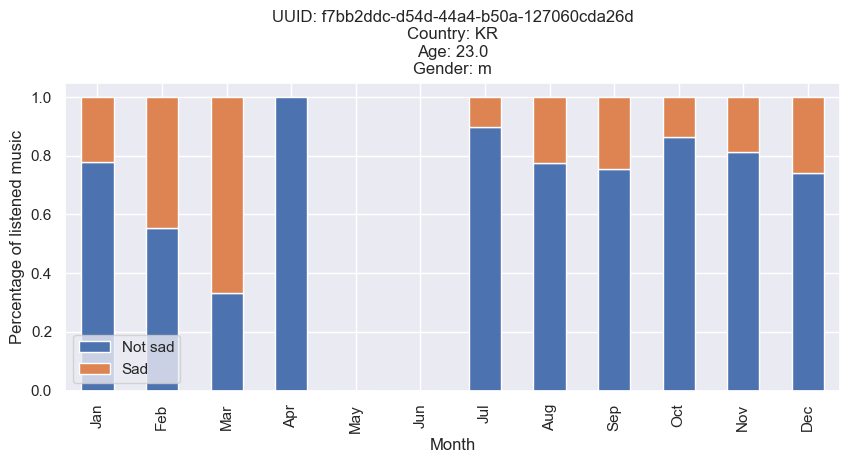 UUID: f7bb2ddc-d54d-44a4-b50a-127060cda26d
Country: KR
Age: 23.0
Gender: m
Percentage of listened music
1.0
0.8
0.6
0.4
0.2
0.0
Not sad
Sad
Jan
Feb
Mar
Apr
May
Jun
Jul
Aug
Sep
Oct
Nov
Dec
Month